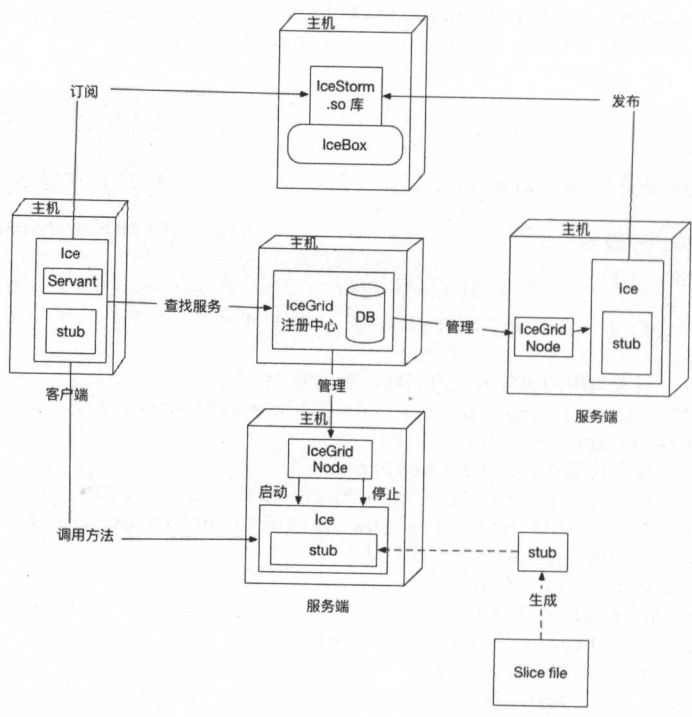 主机
IceStorm
.so 库
IceBox
订阅
发布
主机
Ice
Servant
stub
客户端
查找服务
主机
IceGrid
注册中心
DB
管理
主机
IceGrid
Node
Ice
stub
服务端
管理
主机
IceGrid
Node
启动
停止
Ice
stub
服务端
调用方法
stub
生成
Slice file